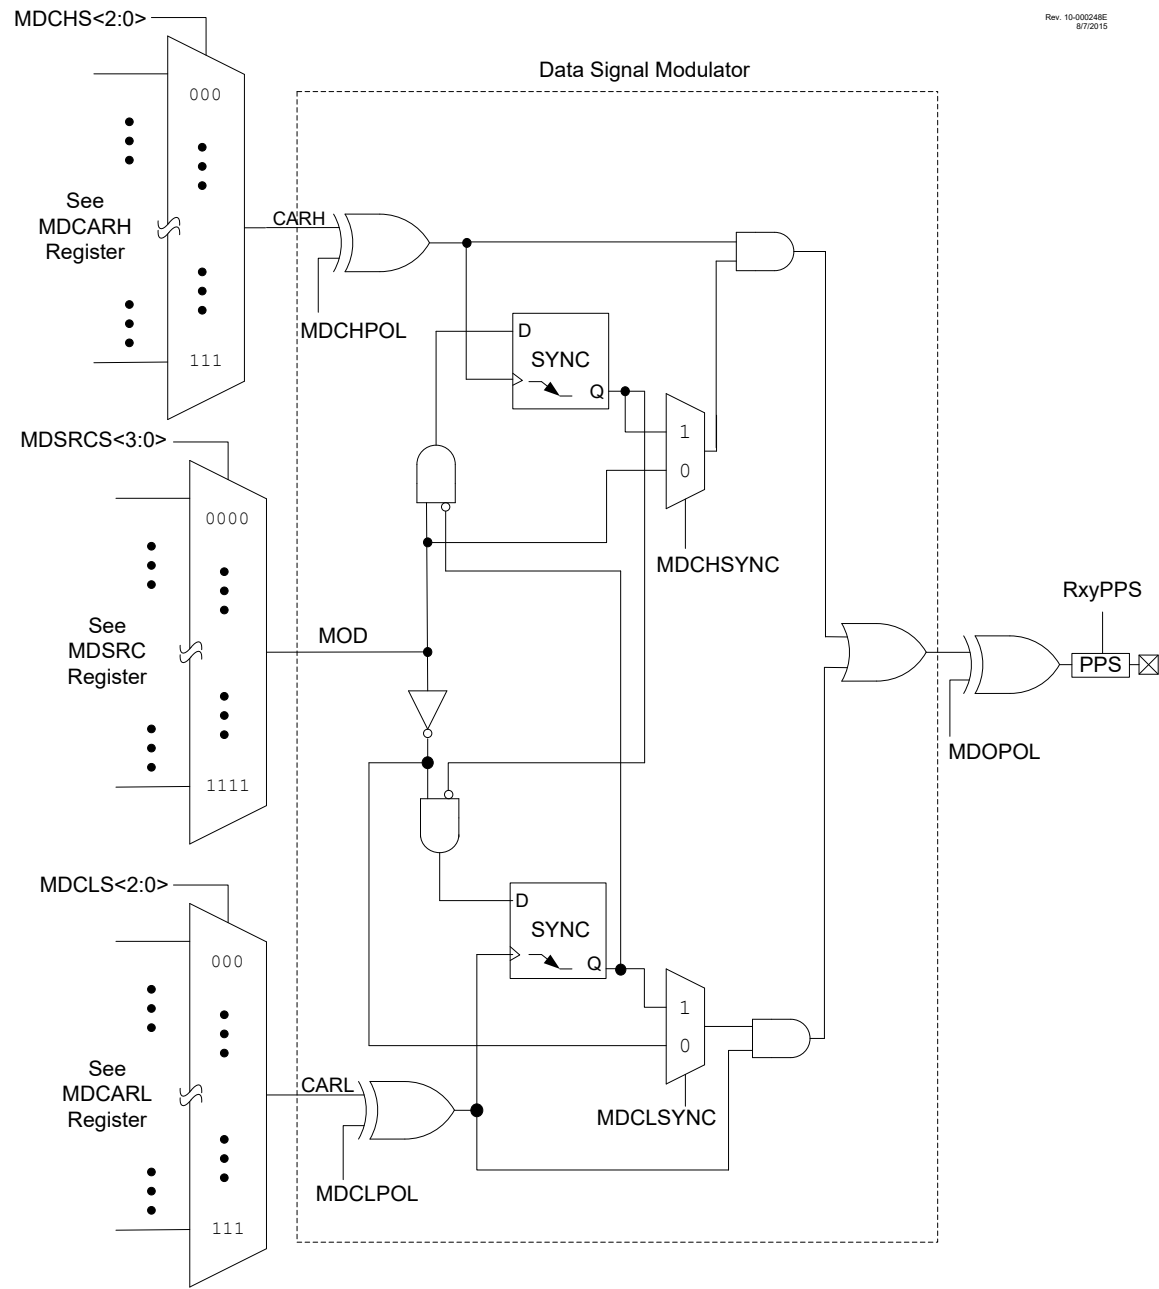 MDCHS<2:0>
Rev. 10-000248E
8/7/2015
Data Signal Modulator
000
See
MDCARH
Register
CARH
111
MDCHPOL
D
SYNC
Q
1
0
MDCHSYNC
MDSRCS<3:0>
0000
See
MDSRC
Register
MOD
1111
RxyPPS
PPS
MDOPOL
MDCLS<2:0>
000
D
SYNC
Q
1
0
MDCLSYNC
See
MDCARL
Register
CARL
MDCLPOL
111